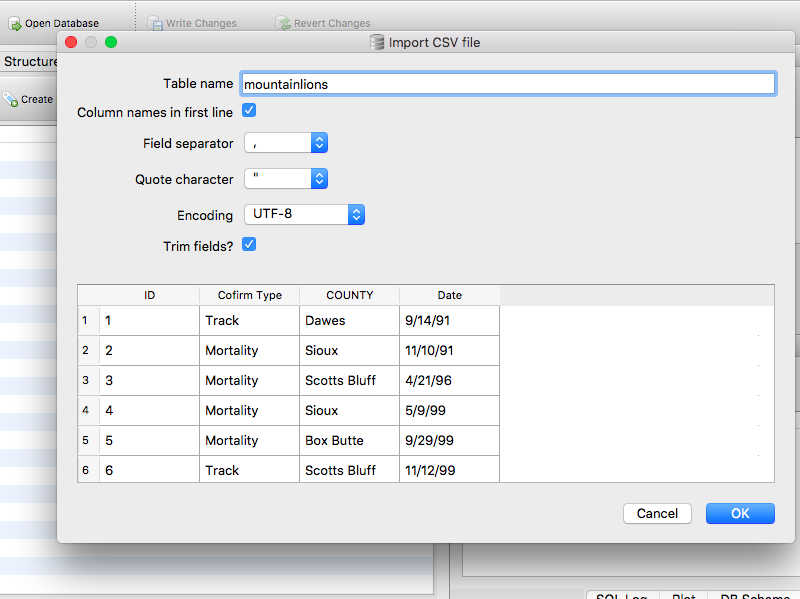 Open Database Write Changes Revert Changes
Import CSV file
Structure
Create
Table name mountainlions
Column names in first line
Field separator ,
Quote character "
Encoding UTF-8
Trim fields?
ID Cofirm Type COUNTY Date
1 1 Track Dawes 9/14/91
2 2 Mortality Sioux 11/10/91
3 3 Mortality Scotts Bluff 4/21/96
4 4 Mortality Sioux 5/9/99
5 5 Mortality Box Butte 9/29/99
6 6 Track Scotts Bluff 11/12/99
Cancel OK
SQL Log Plot DB Schema